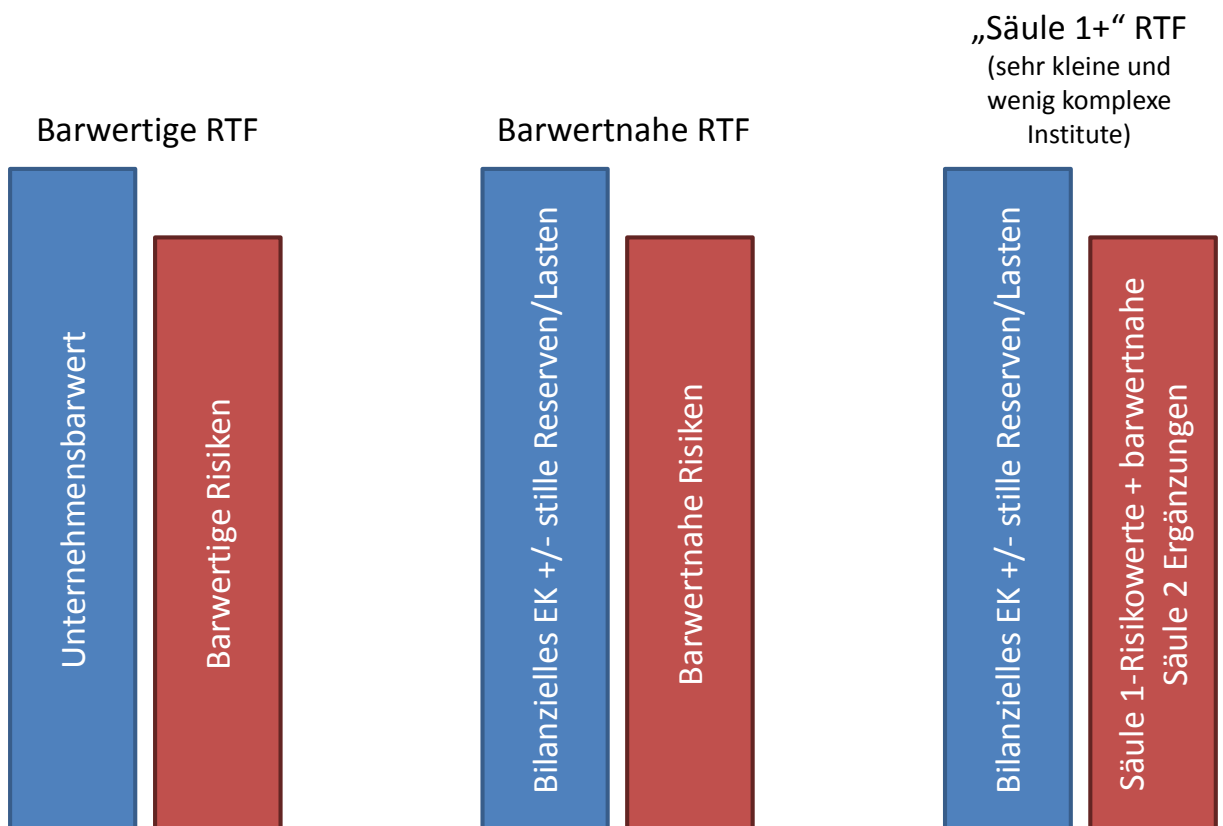 Barwertige RTF
Unternehmensbarwert
Barwertige Risiken
Barwertnahe RTF
Bilanzielles EK +/- stille Reserven/Lasten
Barwertnahe Risiken
„Säule 1+“ RTF
(sehr kleine und
wenig komplexe
Institute)
Bilanzielles EK +/- stille Reserven/Lasten
Säule 1-Risikowerte + barwertnahe
Säule 2 Ergänzungen